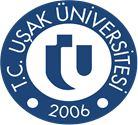 T.C. UŞAK ÜNİVERSİTESİ
2006